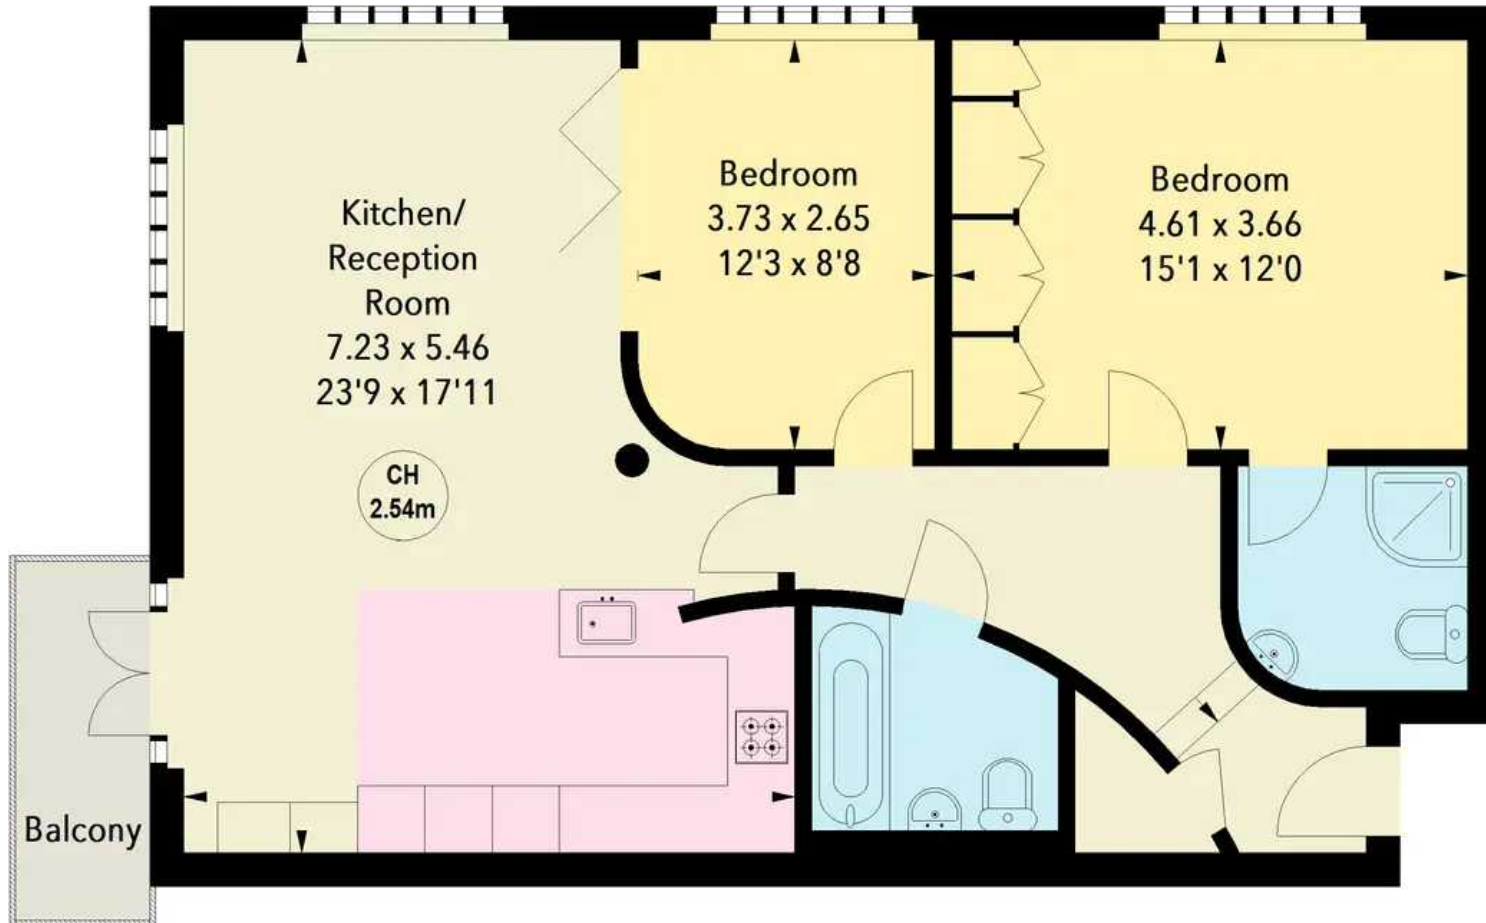 Kitchen/
Reception
Room
7.23 x 5.46
23'9 x 17'11
CH
2.54m
Bedroom
3.73 x 2.65
12'3 x 8'8
Bedroom
4.61 x 3.66
15'1 x 12'0
Balcony